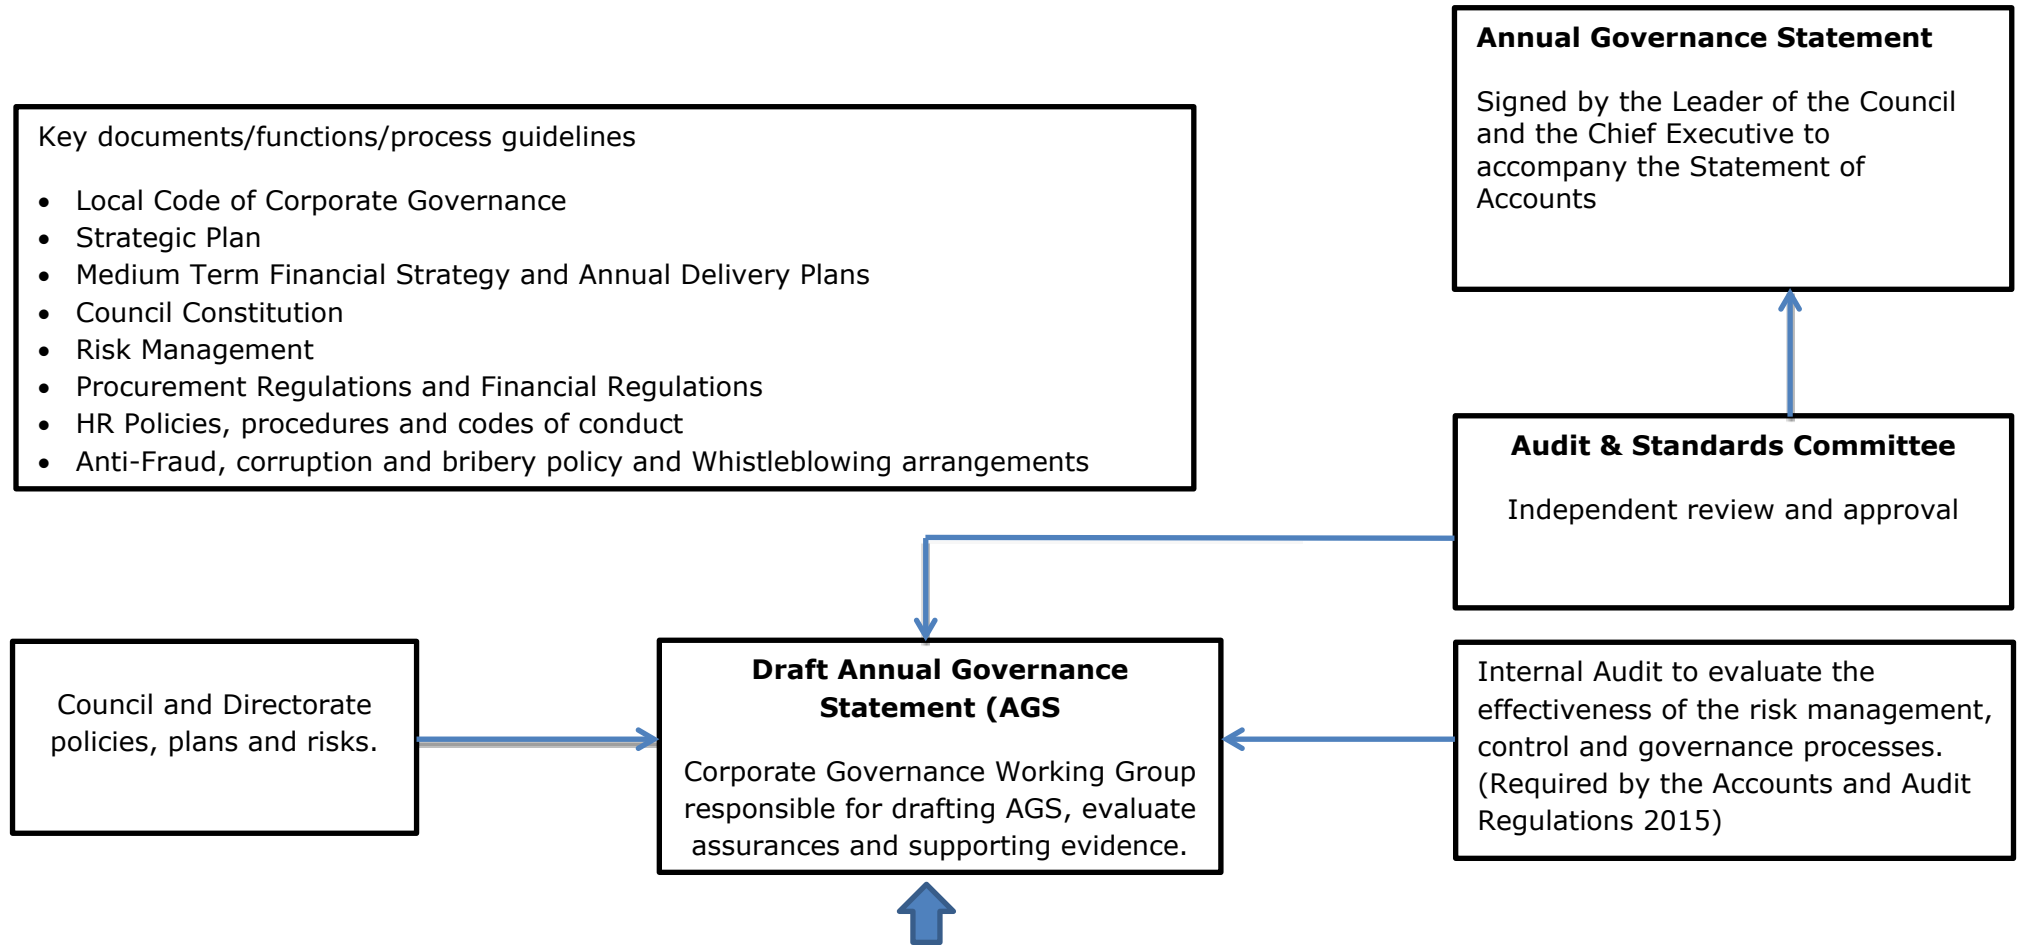 Annual Governance Statement
Signed by the Leader of the Council
and the Chief Executive to
accompany the Statement of
Accounts
Key documents/functions/process guidelines
• Local Code of Corporate Governance
• Strategic Plan
• Medium Term Financial Strategy and Annual Delivery Plans
• Council Constitution
• Risk Management
• Procurement Regulations and Financial Regulations
• HR Policies, procedures and codes of conduct
• Anti-Fraud, corruption and bribery policy and Whistleblowing arrangements
Audit & Standards Committee
Independent review and approval
Council and Directorate
policies, plans and risks.
Draft Annual Governance
Statement (AGS
Corporate Governance Working Group
responsible for drafting AGS, evaluate
assurances and supporting evidence.
Internal Audit to evaluate the
effectiveness of the risk management,
control and governance processes.
(Required by the Accounts and Audit
Regulations 2015)